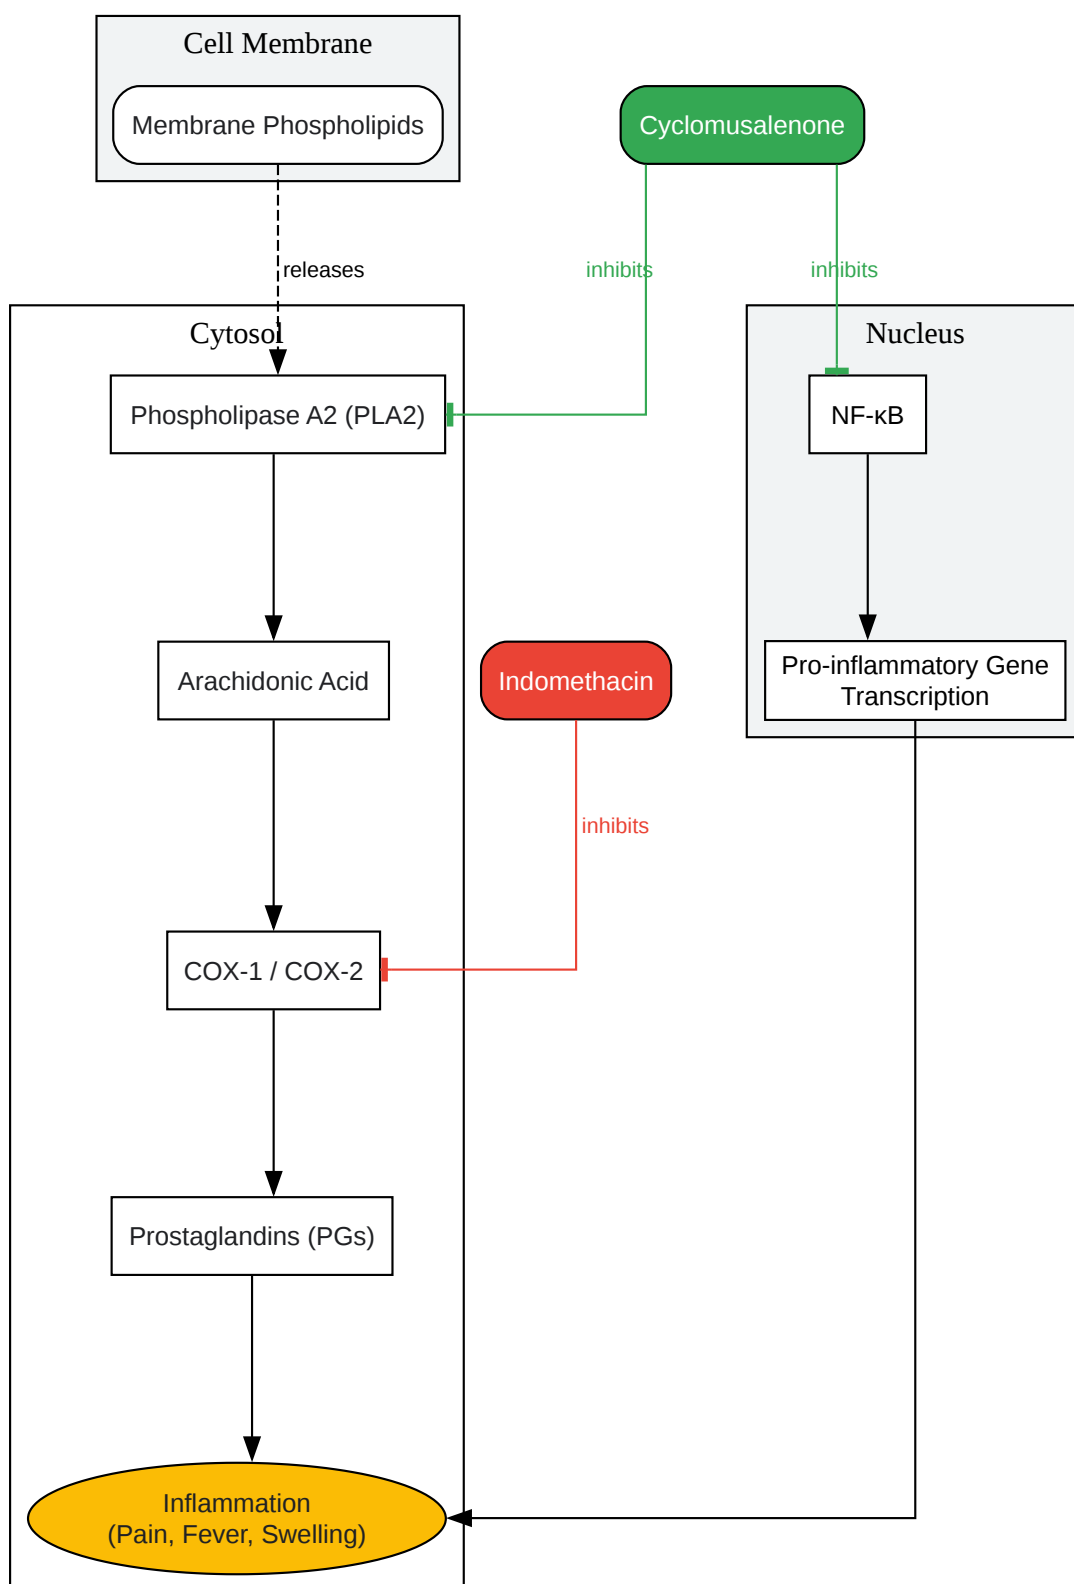 Cell Membrane
Membrane Phospholipids
Cyclomusalenone
releases
inhibits
inhibits
Cytosol
Nucleus
Phospholipase A2 (PLA2)
NF-κB
Arachidonic Acid
Indomethacin
Pro-inflammatory Gene
Transcription
inhibits
COX-1 / COX-2
Prostaglandins (PGs)
Inflammation
(Pain, Fever, Swelling)